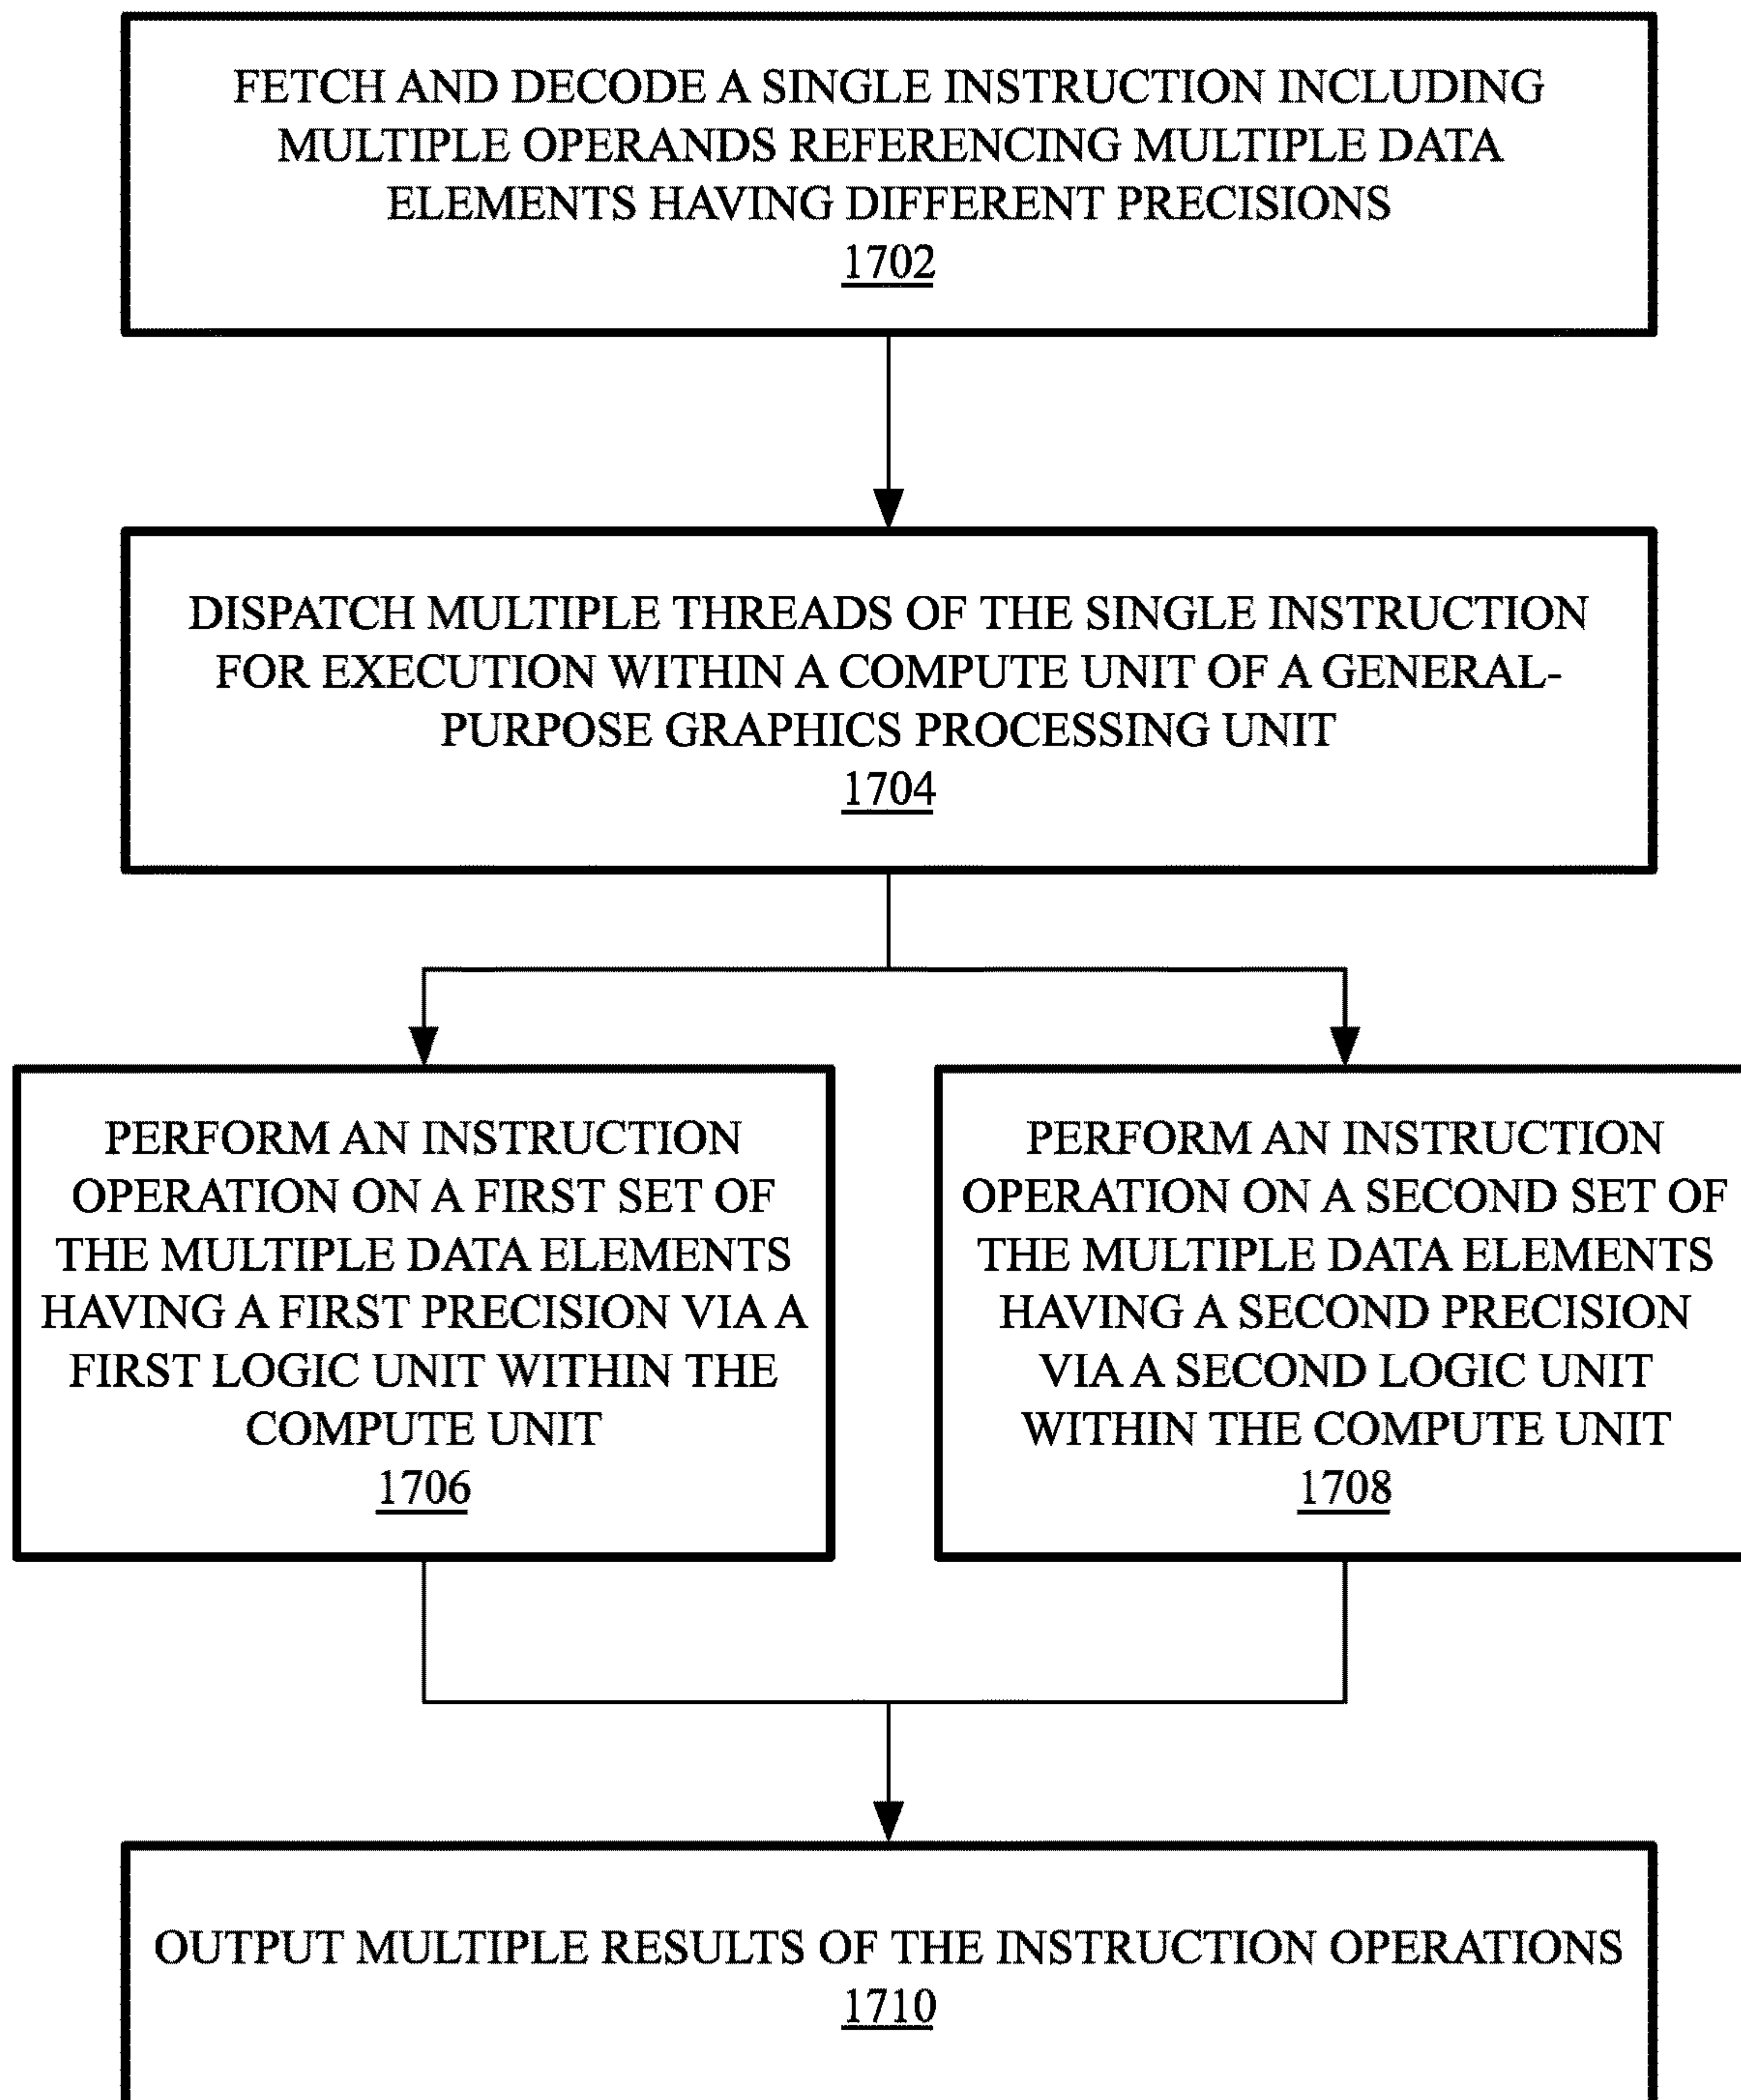 FETCH AND DECODE A SINGLE INSTRUCTION INCLUDING
MULTIPLE OPERANDS REFERENCING MULTIPLE DATA
ELEMENTS HAVING DIFFERENT PRECISIONS
1702
DISPATCH MULTIPLE THREADS OF THE SINGLE INSTRUCTION
FOR EXECUTION WITHIN A COMPUTE UNIT OF A GENERAL-
PURPOSE GRAPHICS PROCESSING UNIT
1704
PERFORM AN INSTRUCTION
OPERATION ON A FIRST SET OF
THE MULTIPLE DATA ELEMENTS
HAVING A FIRST PRECISION VIA A
FIRST LOGIC UNIT WITHIN THE
COMPUTE UNIT
1706
PERFORM AN INSTRUCTION
OPERATION ON A SECOND SET OF
THE MULTIPLE DATA ELEMENTS
HAVING A SECOND PRECISION
VIA A SECOND LOGIC UNIT
WITHIN THE COMPUTE UNIT
1708
OUTPUT MULTIPLE RESULTS OF THE INSTRUCTION OPERATIONS
1710